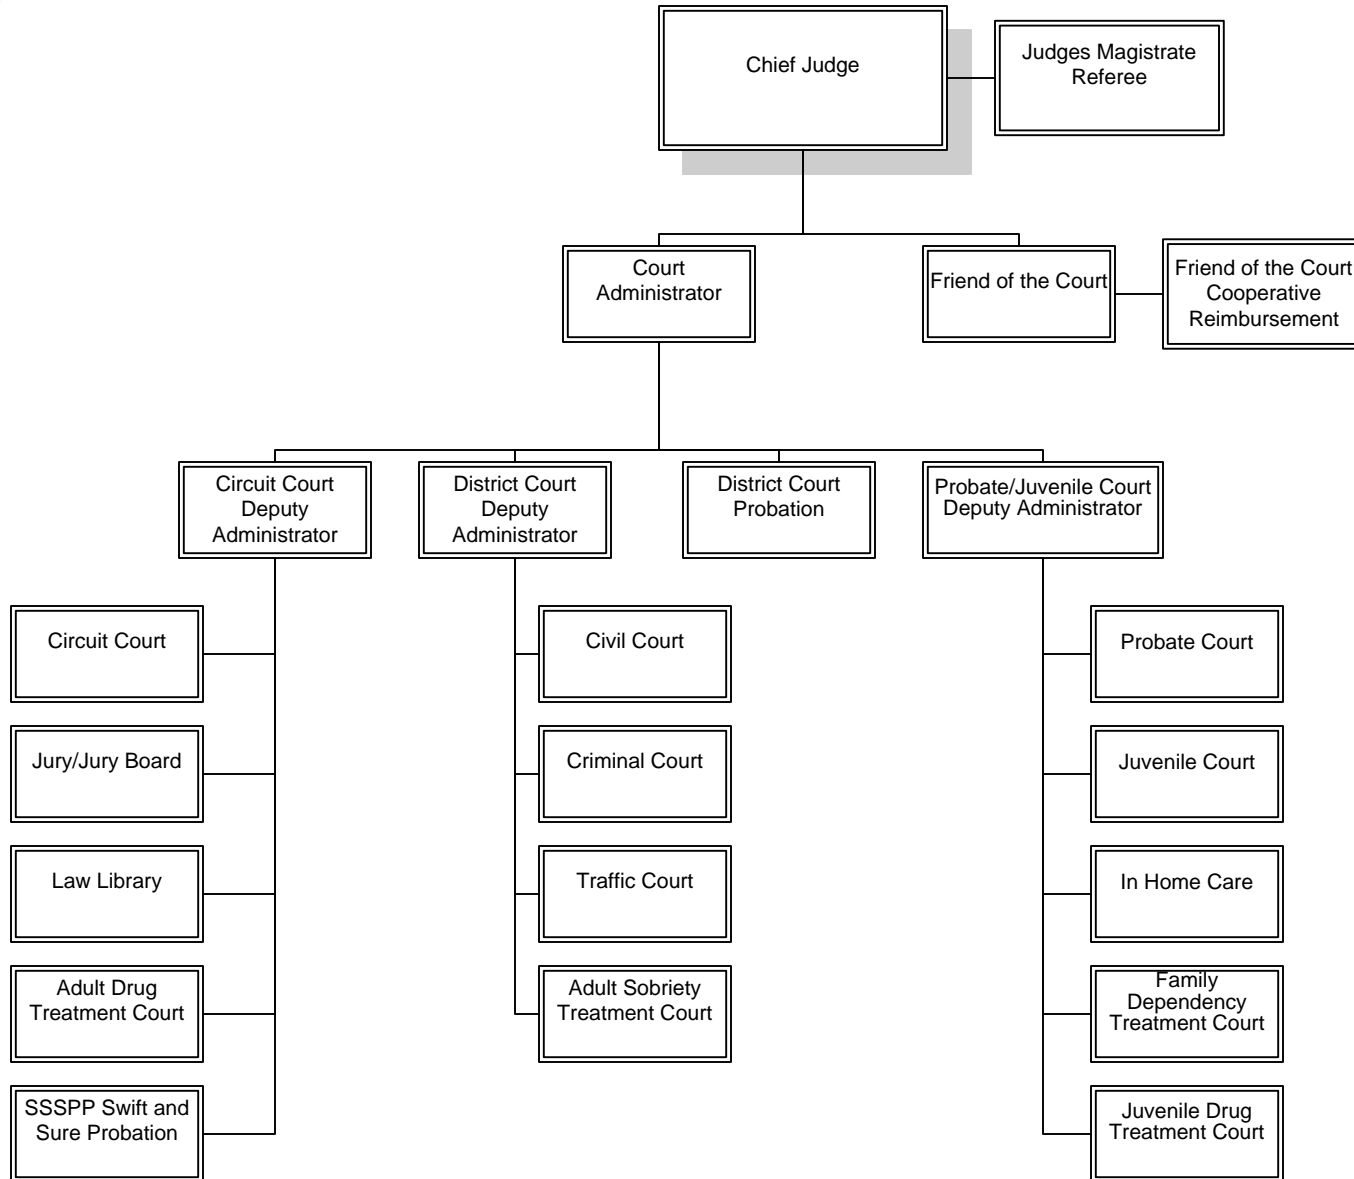 Chief Judge
Judges Magistrate
Referee
Court
Administrator
Friend of the Court
Friend of the Court
Cooperative
Reimbursement
Circuit Court
Deputy
Administrator
District Court
Deputy
Administrator
District Court
Probation
Probate/Juvenile Court
Deputy Administrator
Circuit Court
Jury/Jury Board
Law Library
Adult Drug
Treatment Court
SSSPP Swift and
Sure Probation
Civil Court
Criminal Court
Traffic Court
Adult Sobriety
Treatment Court
Probate Court
Juvenile Court
In Home Care
Family
Dependency
Treatment Court
Juvenile Drug
Treatment Court